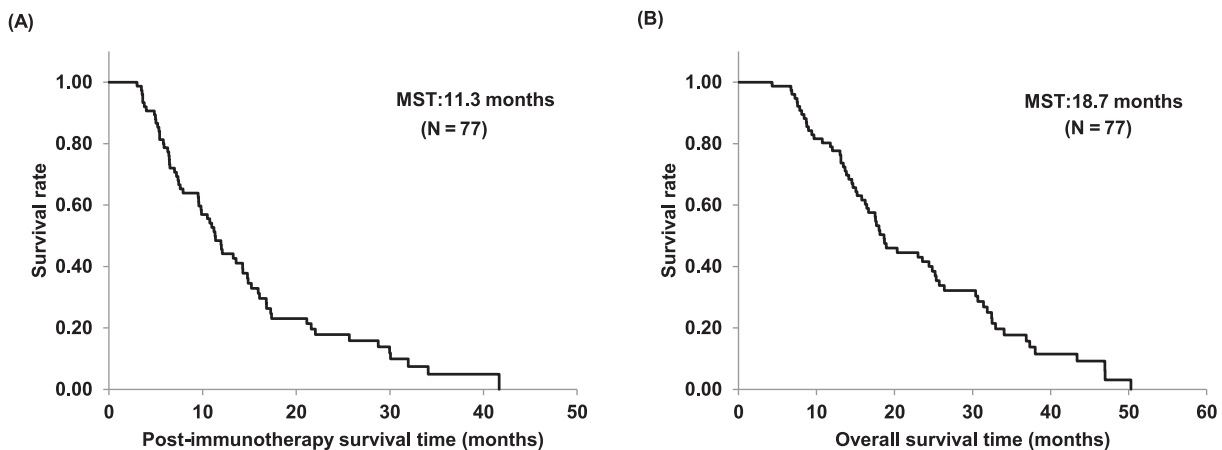 (A)
MST:11.3 months
(N = 77)
Survival rate
1.00
0.80
0.60
0.40
0.20
0.00
0 10 20 30 40 50
Post-immunotherapy survival time (months)
(B)
MST:18.7 months
(N = 77)
Survival rate
1.00
0.80
0.60
0.40
0.20
0.00
0 10 20 30 40 50 60
Overall survival time (months)